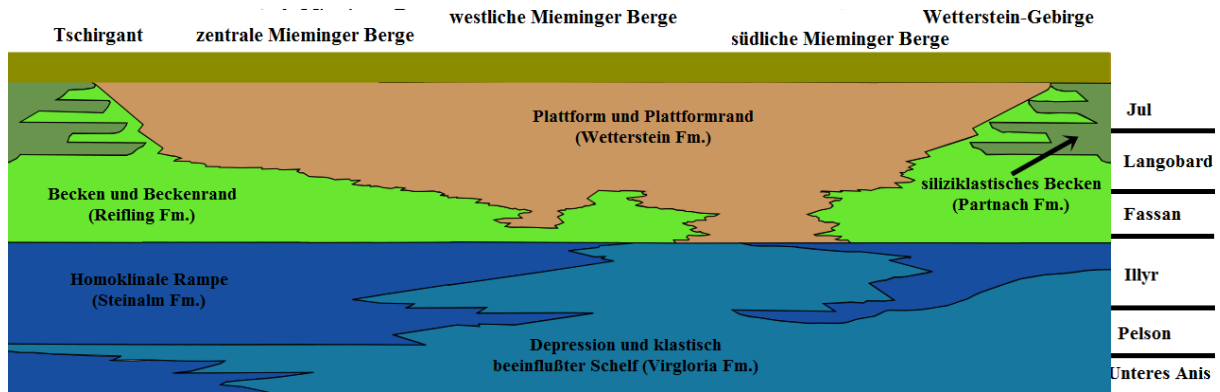 westliche Mieminger Berge
Wetterstein-Gebirge
Tschirgant
zentrale Mieminger Berge
südliche Mieminger Berge
Plattform und Plattformrand
(Wetterstein Fm.)
Jul
Langobard
Becken und Beckenrand
(Reifling Fm.)
siliziklastisches Becken
(Partnach Fm.)
Fassan
Homoklinale Rampe
(Steinalm Fm.)
Illyr
Pelson
Depression und klastisch
beeinflußter Schelf (Virgloria Fm.)
Unteres Anis